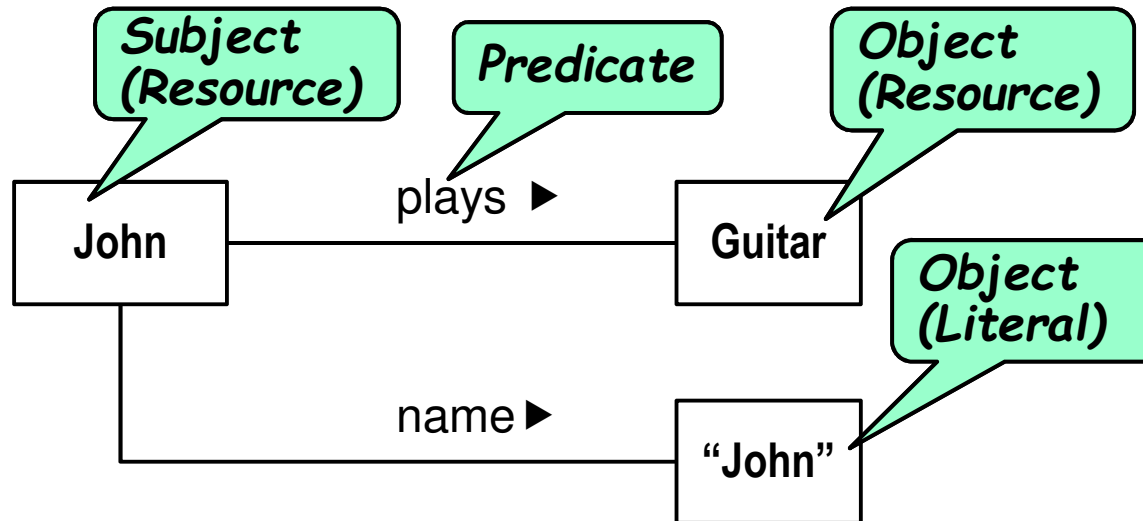 Subject
(Resource)
Predicate
Object
(Resource)
plays ►
John
Guitar
Object
(Literal)
name►
“John”